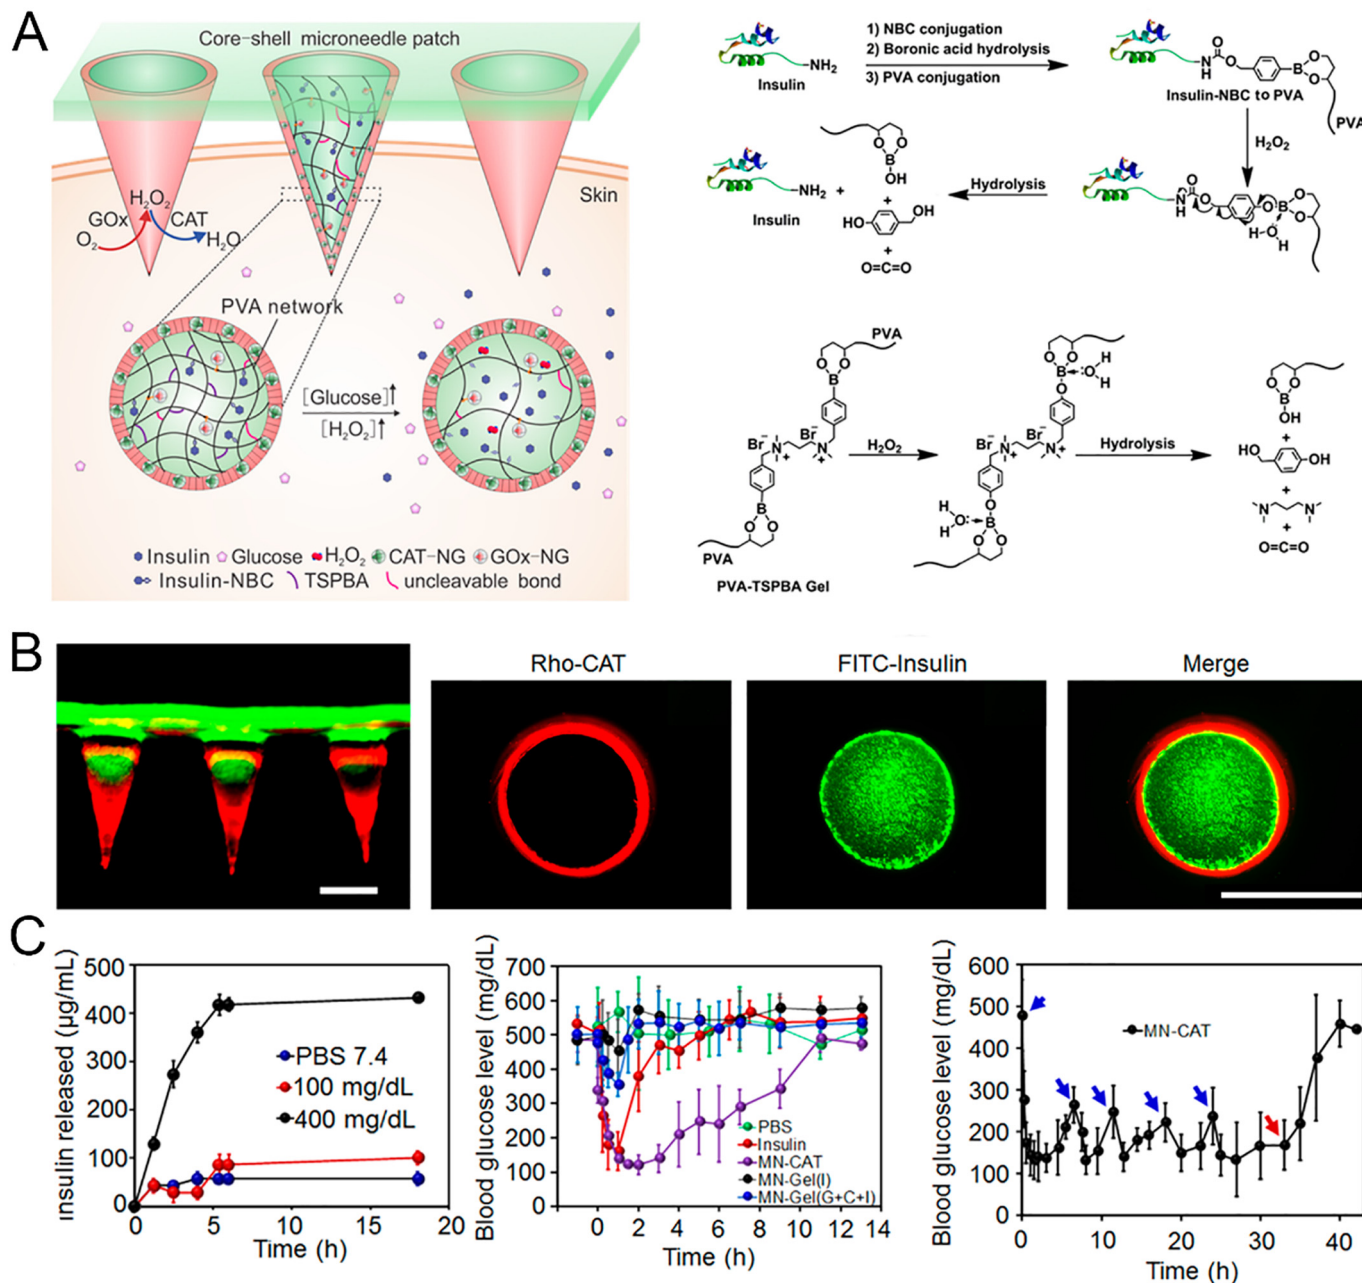 A
Core-shell microneedle patch
H₂O₂
GOx
CAT
O₂
H₂O
Skin
PVA network
[Glucose]↑
[H₂O₂]↑
Insulin
Glucose
H₂O₂
CAT-NG
GOx-NG
Insulin-NBC
TSPBA
uncleavable bond
NH₂
Insulin
1) NBC conjugation
2) Boronic acid hydrolysis
3) PVA conjugation
N
H
O
O
B
O
O
Insulin-NBC to PVA
PVA
H₂O₂
O
O
B
OH
NH₂
+
Insulin
+
HO
OH
+
O=C=O
Hydrolysis
N
H
O
O
O
B
O
O
H
O
H
PVA
O
O
B
Br⁻
Br⁻
N
+
N
+
B
O
O
PVA
PVA-TSPBA Gel
H₂O₂
O
O
B
:O
H
H
O
Br⁻
Br⁻
N
+
N
+
O
H
O:
H
B
O
O
Hydrolysis
O
O
B
OH
+
HO
OH
+
N
N
+
O=C=O
B
Rho-CAT
FITC-Insulin
Merge
C
insulin released (µg/mL)
500
400
300
200
100
0
PBS 7.4
100 mg/dL
400 mg/dL
0 5 10 15 20
Time (h)
Blood glucose level (mg/dL)
700
600
500
400
300
200
100
0
PBS
Insulin
MN-CAT
MN-Gel(I)
MN-Gel(G+C+I)
0 2 4 6 8 10 12 14
Time (h)
Blood glucose level (mg/dL)
600
500
400
300
200
100
0
MN-CAT
0 10 20 30 40
Time (h)